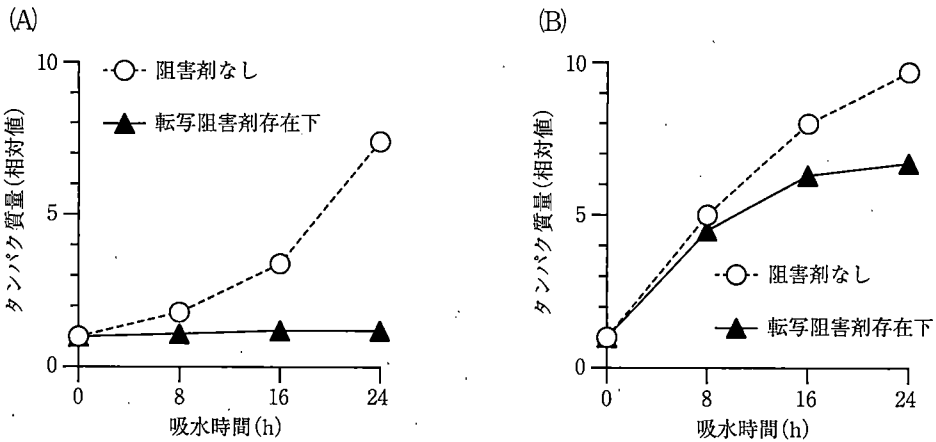 (A)
10
阻害剤なし
転写阻害剤存在下
5
0
タンパク質量(相対値)
0 8 16 24
吸水時間(h)
(B)
10
5
0
タンパク質量(相対値)
阻害剤なし
転写阻害剤存在下
0 8 16 24
吸水時間(h)